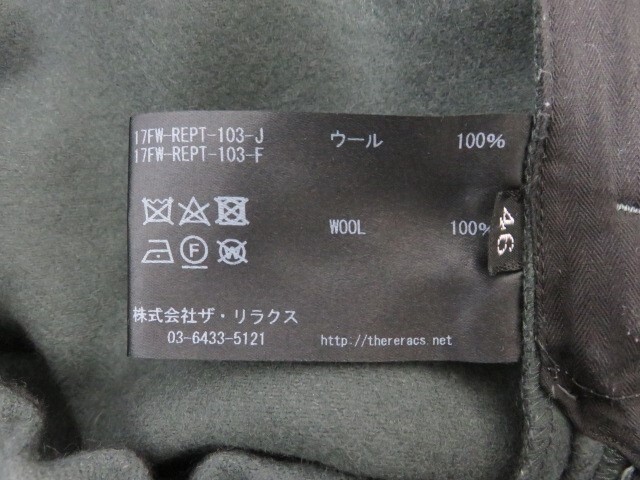 17FW-REPT-103-J ウール 100%
17FW-REPT-103-F
WOOL 100%
46
F W
株式会社ザ・リラクス
03-6433-5121 http://thereracs.net